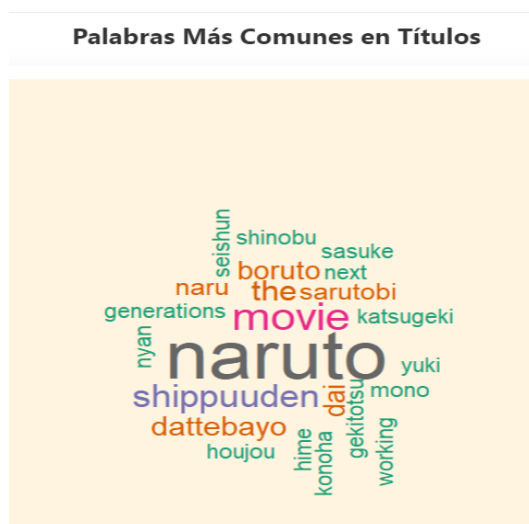 Palabras Más Comunes en Títulos
seishun
shinobu
sasuke
boruto
next
naru
the
sarutobi
generations
movie
katsugeki
nyan
naruto
yuki
shippuuden
dai
gekitotsu
mono
dattebayo
working
houjou
hime
konoha